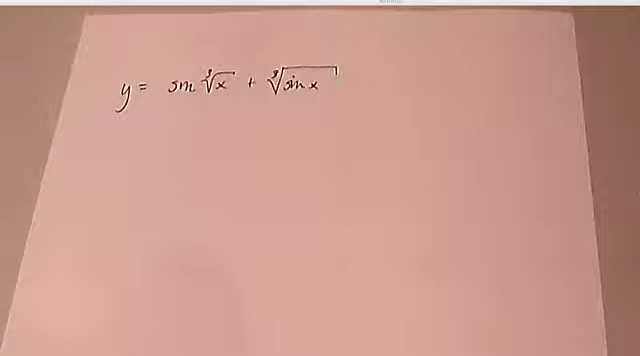 y = sin ∛x + ∛sin x